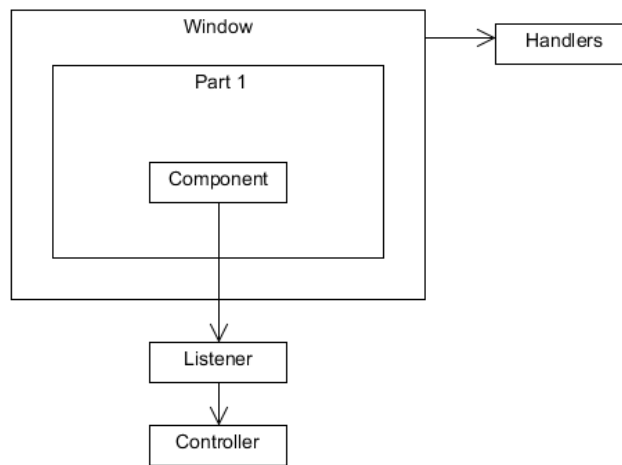 Window
Handlers
Part 1
Component
Listener
Controller